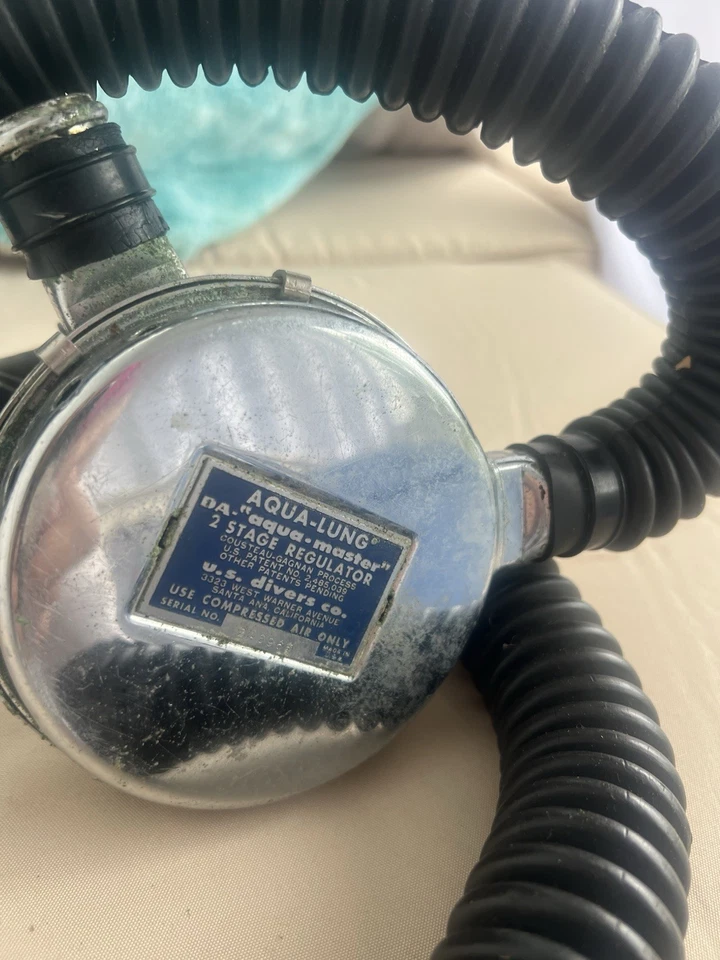 AQUA-LUNG®
DA-"aqua-master"
2 STAGE REGULATOR
COUSTEAU-GAGNAN PROCESS
U.S. PATENT NO. 2,485,039
OTHER PATENTS PENDING
u.s. divers co.
3323 WEST WARNER AVENUE
SANTA ANA, CALIFORNIA
USE COMPRESSED AIR ONLY
SERIAL NO.
MADE IN
U.S.A.